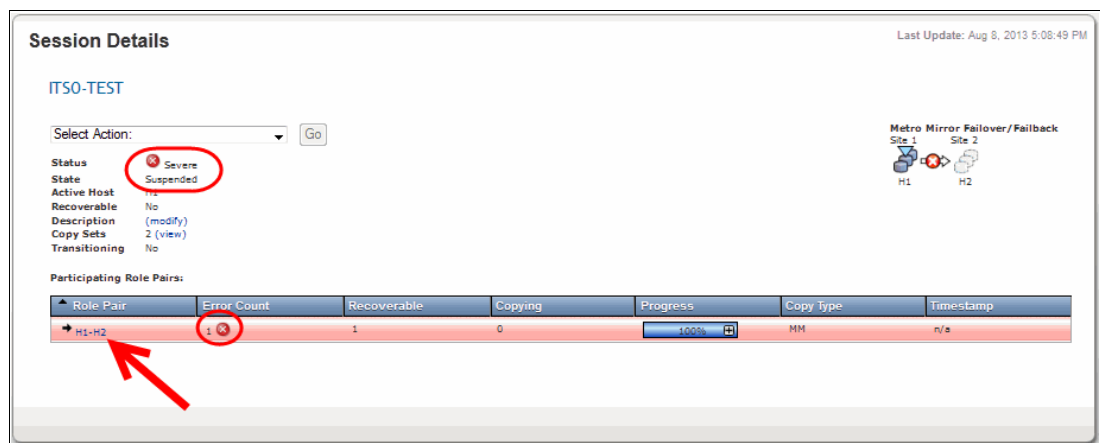 Session Details
Last Update: Aug 8, 2013 5:08:49 PM
ITSO-TEST
Select Action:
Go
Metro Mirror Failover/Failback
Site 1 Site 2
H1 H2
Status Severe
State Suspended
Active Host H1
Recoverable No
Description (modify)
Copy Sets 2 (view)
Transitioning No
Participating Role Pairs:
Role Pair Error Count Recoverable Copying Progress Copy Type Timestamp
H1-H2 1 1 0 100% MM n/a